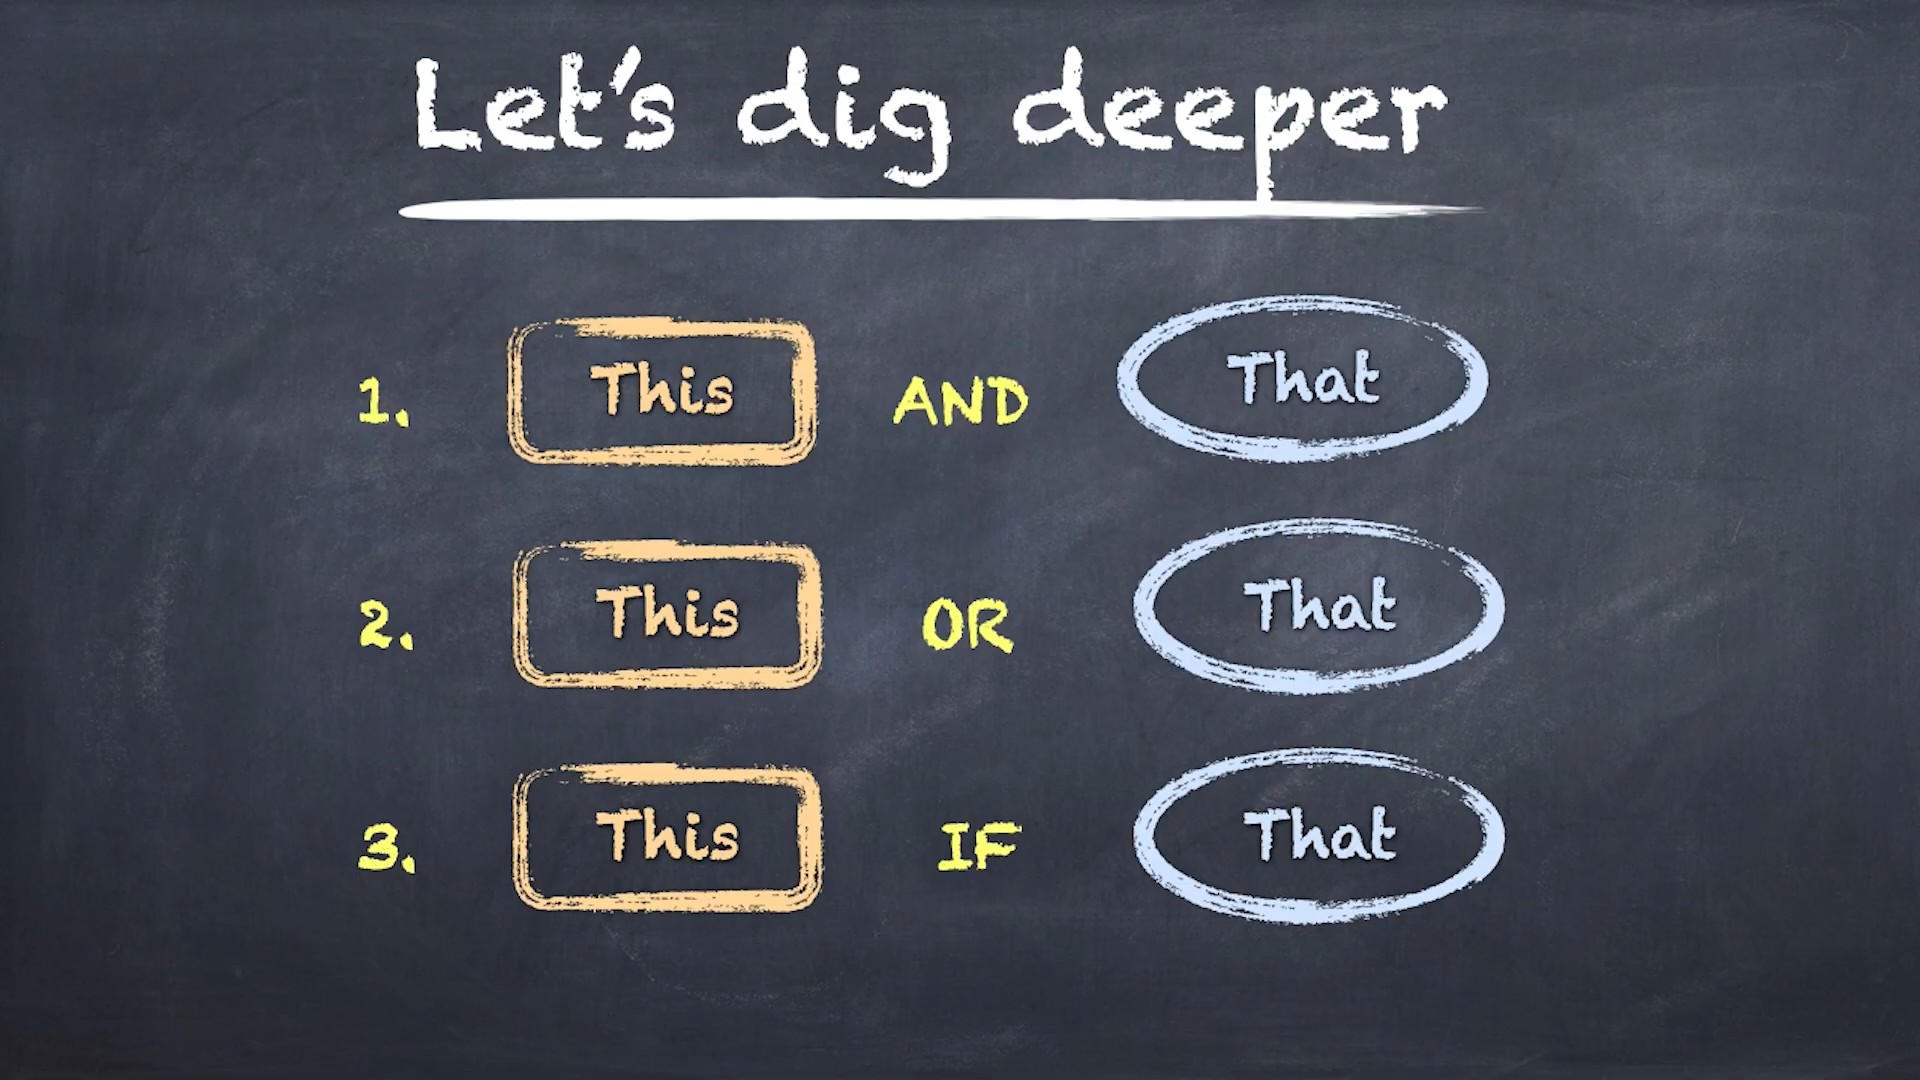 Let's dig deeper
1. This AND That
2. This OR That
3. This IF That